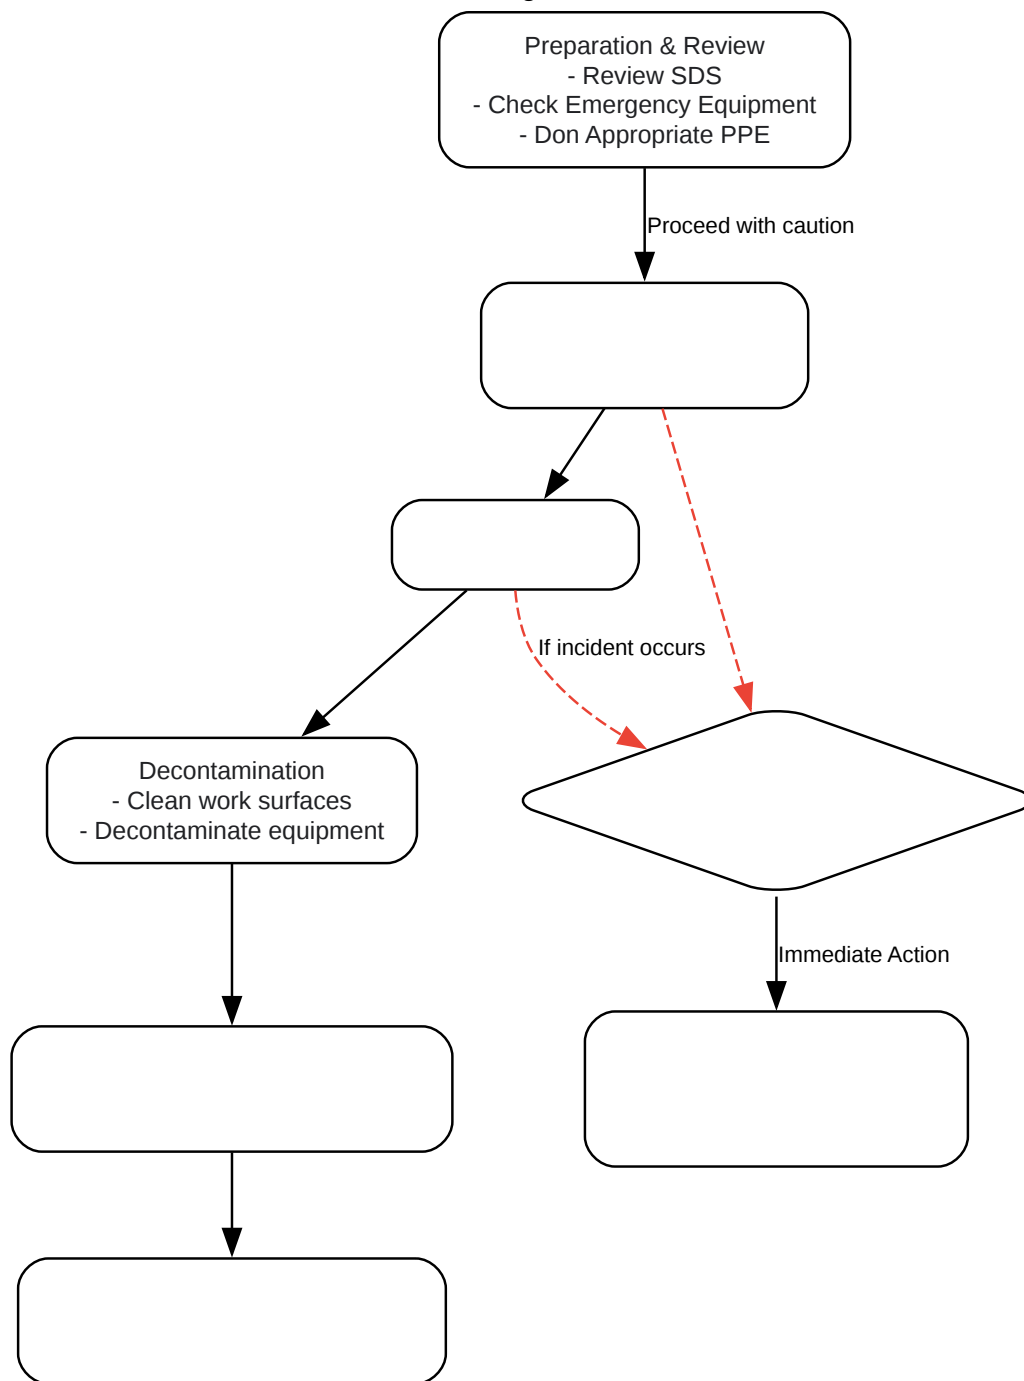 Preparation & Review
- Review SDS
- Check Emergency Equipment
- Don Appropriate PPE
Proceed with caution
If incident occurs
Decontamination
- Clean work surfaces
- Decontaminate equipment
Immediate Action